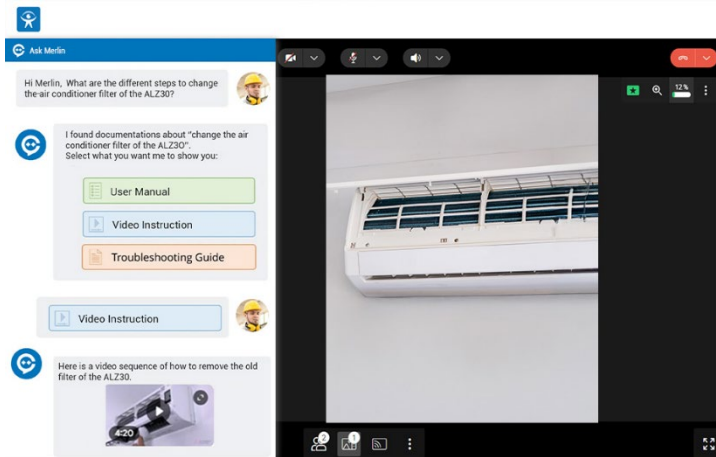 Ask Merlin
Hi Merlin, What are the different steps to change
the-air conditioner filter of the ALZ30?
I found documentations about "change the air
conditioner filter of the ALZ30".
Select what you want me to show you:
User Manual
Video Instruction
Troubleshooting Guide
Video Instruction
Here is a video sequence of how to remove the old
filter of the ALZ30.
4:20
12%
2
1